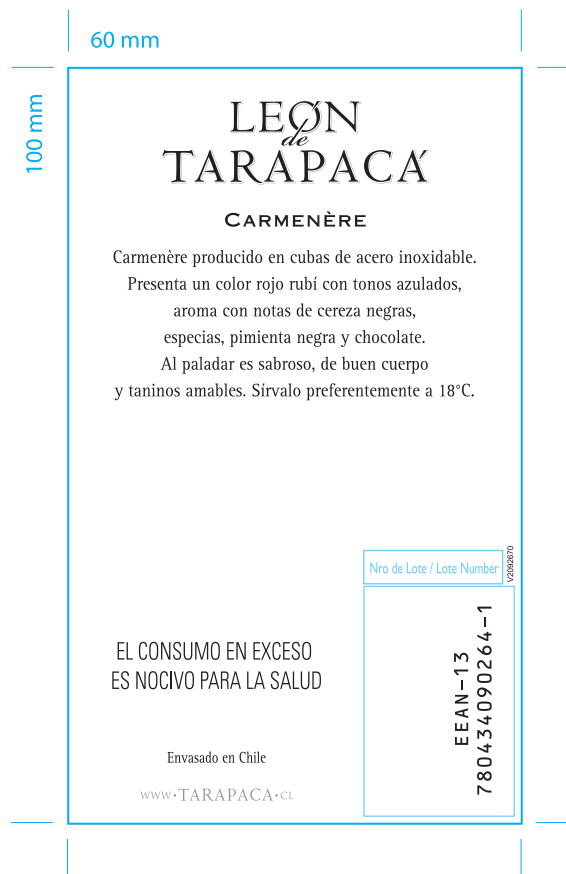 60 mm
100 mm
LEÓN
de
TARAPACÁ
CARMENÈRE
Carmenère producido en cubas de acero inoxidable.
Presenta un color rojo rubí con tonos azulados,
aroma con notas de cereza negras,
especias, pimienta negra y chocolate.
Al paladar es sabroso, de buen cuerpo
y taninos amables. Sírvalo preferentemente a 18°C.
Nro de Lote / Lote Number
V2092670
EL CONSUMO EN EXCESO
ES NOCIVO PARA LA SALUD
EEAN-13
780434090264-1
Envasado en Chile
WWW·TARAPACA·CL